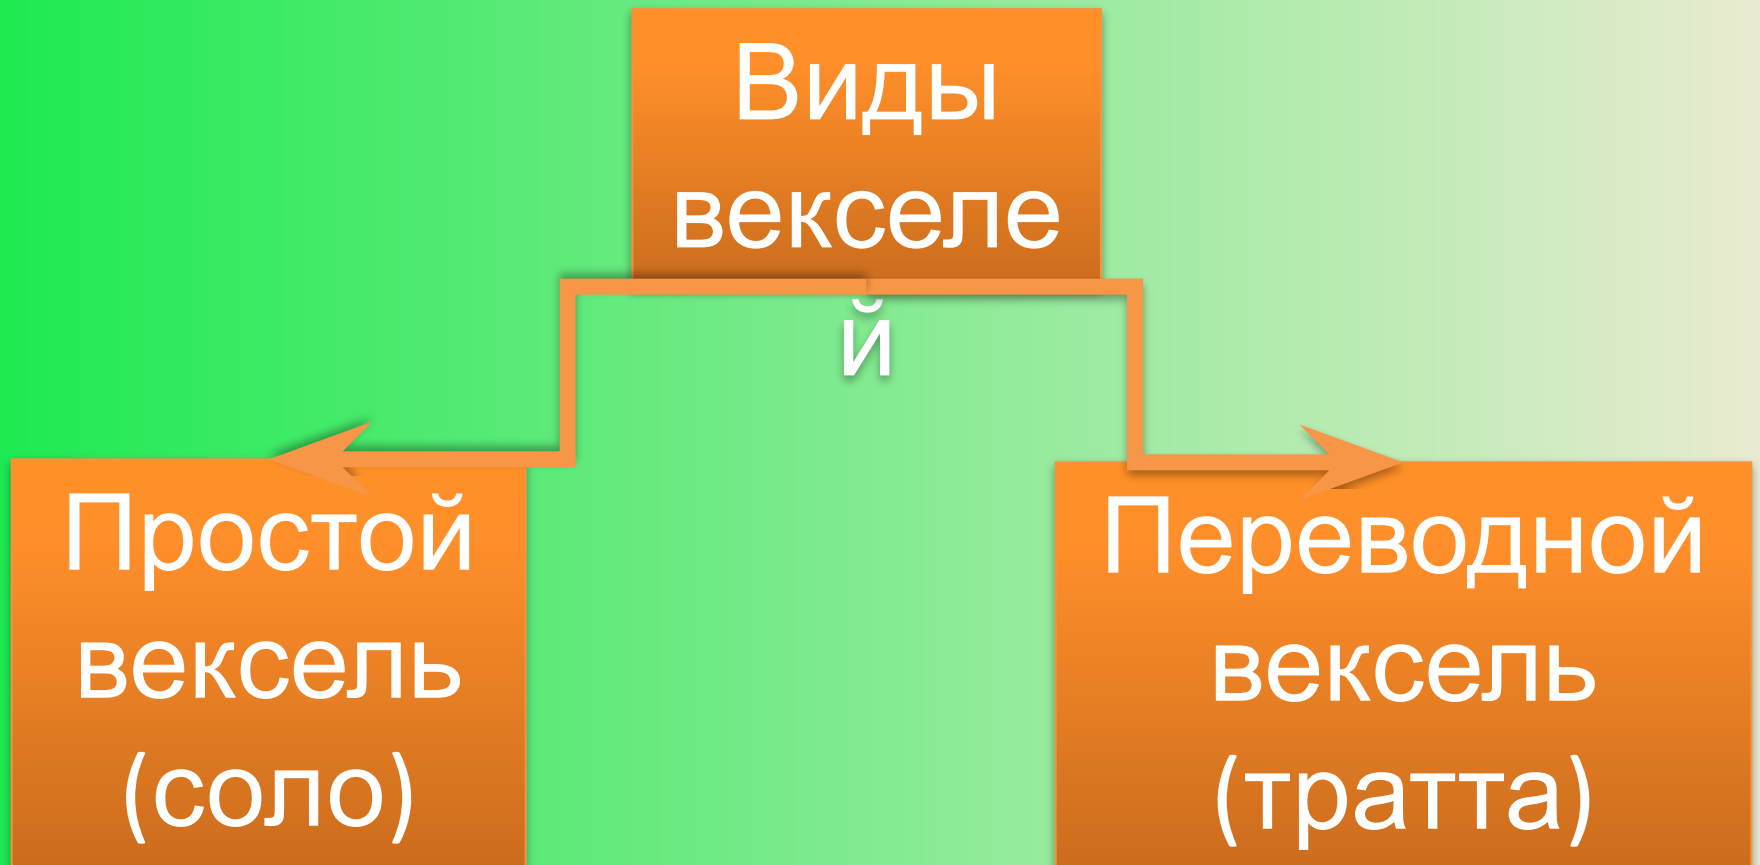 Виды
векселе
й
Простой
вексель
(соло)
Переводной
вексель
(тратта)